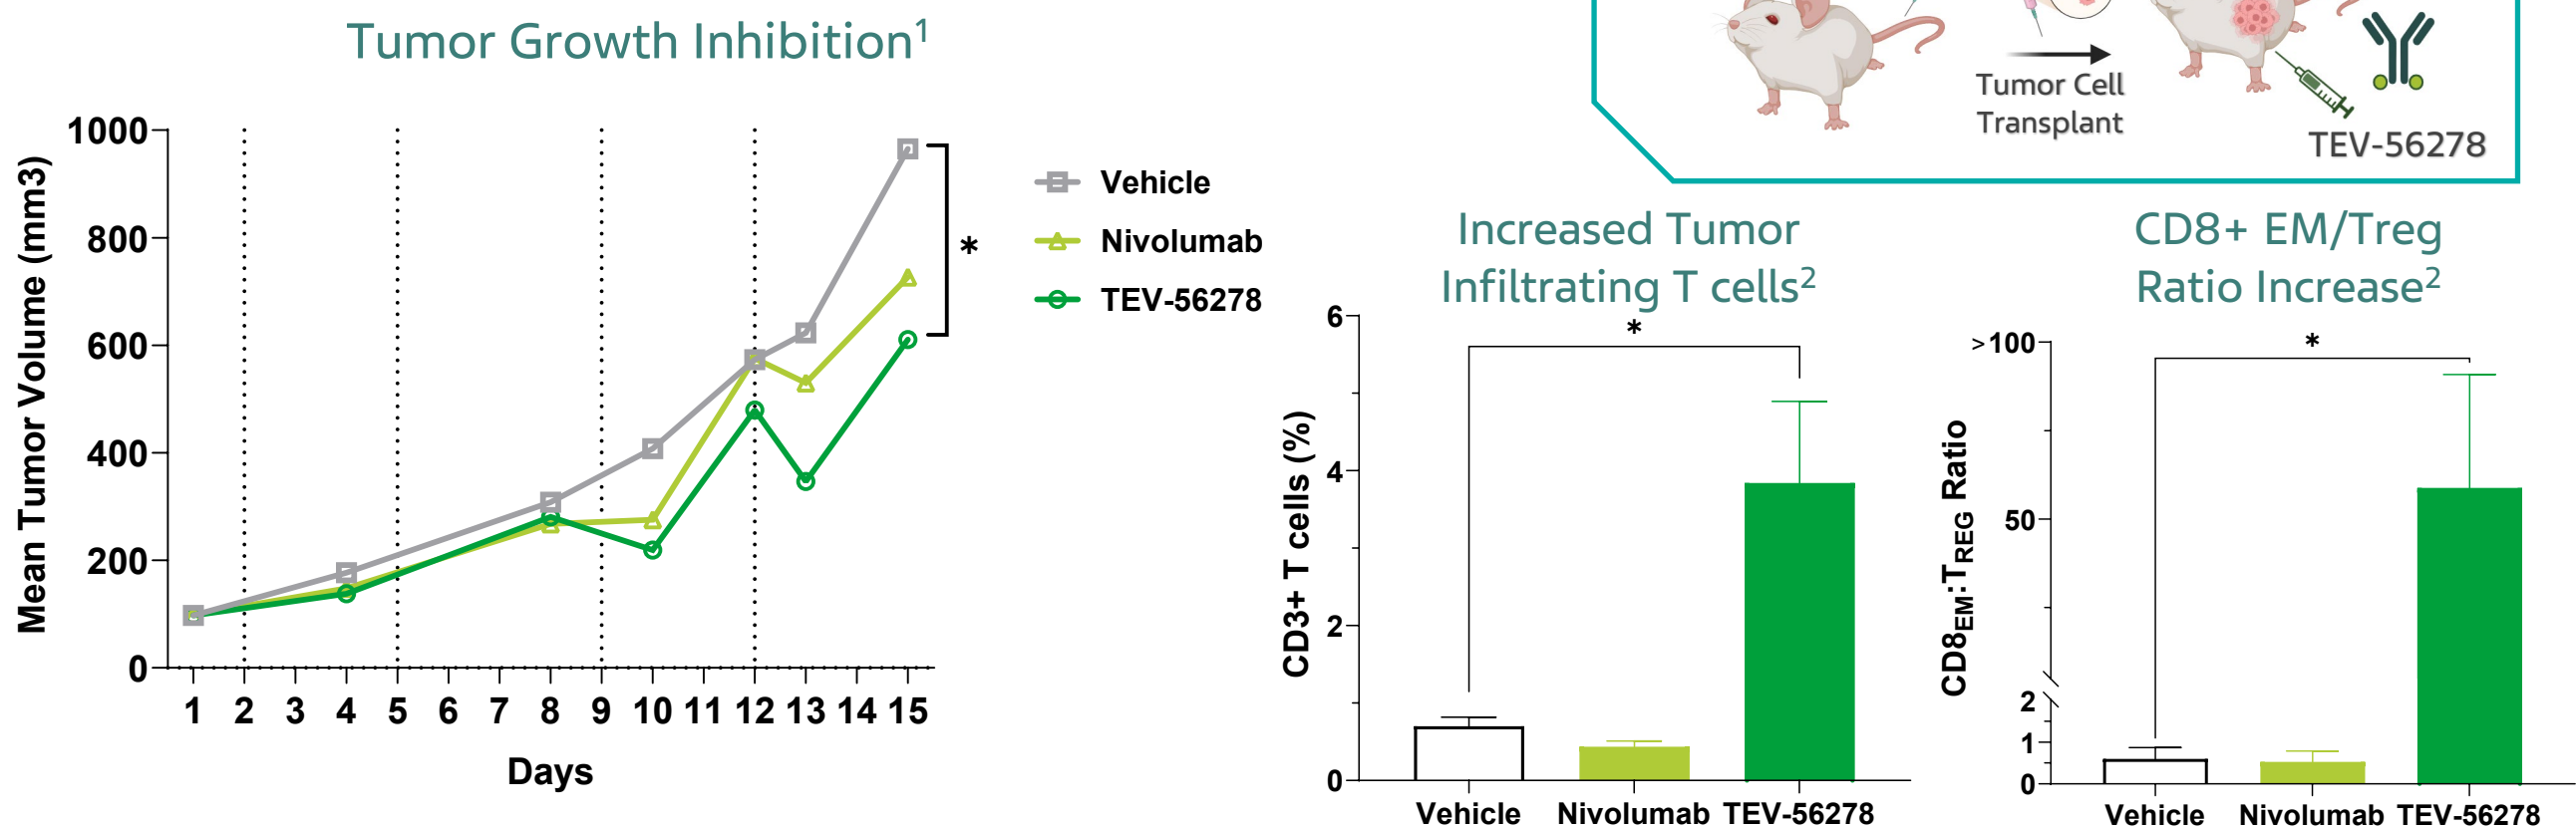 Tumor Growth Inhibition¹
Mean Tumor Volume (mm3)
1000
800
600
400
200
0
1 2 3 4 5 6 7 8 9 10 11 12 13 14 15
Days
*
Vehicle
Nivolumab
TEV-56278
Tumor Cell
Transplant
TEV-56278
Increased Tumor
Infiltrating T cells²
CD3+ T cells (%)
6
4
2
0
*
Vehicle Nivolumab TEV-56278
CD8+ EM/Treg
Ratio Increase²
CD8EM:TREG Ratio
>100
50
2
1
0
*
Vehicle Nivolumab TEV-56278